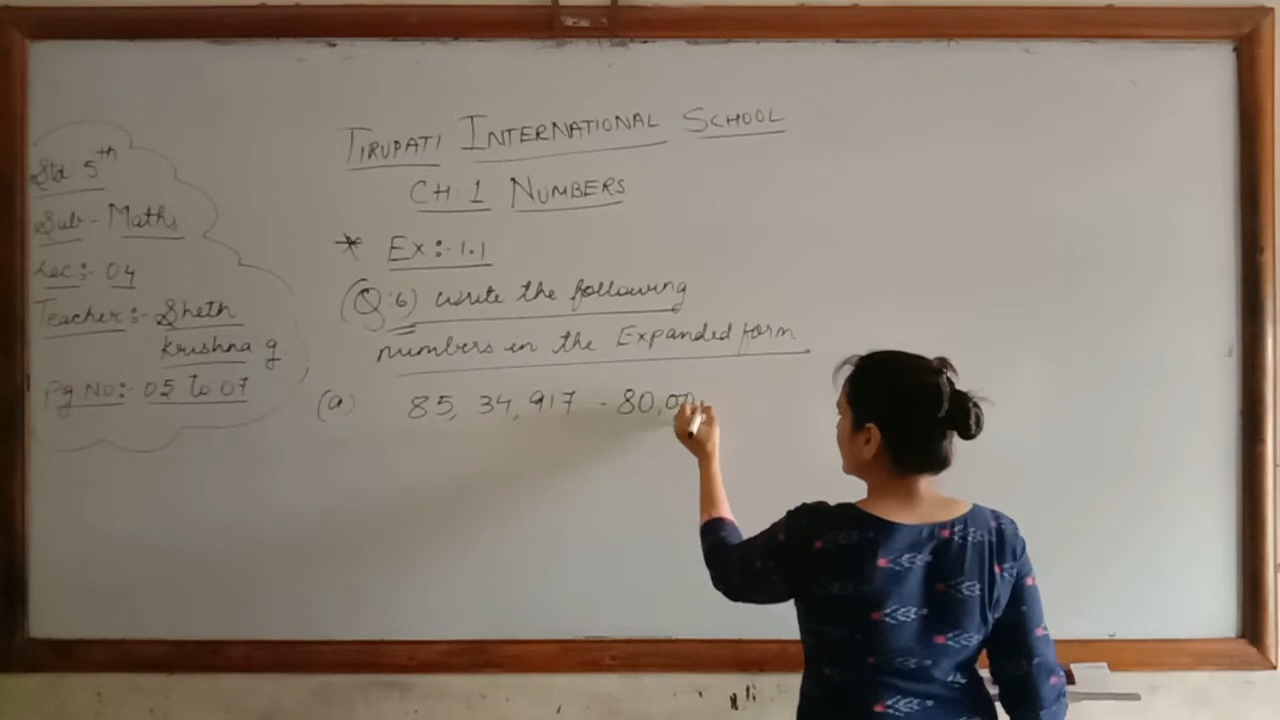 Std 5th
Sub - Maths
Lec :- 04
Teacher :- Sheth
Krishna g
Pg No :- 05 to 07
TIRUPATI INTERNATIONAL SCHOOL
CH. 1 NUMBERS
* Ex :- 1.1
(Q.6) write the following
numbers in the Expanded form
(a) 85, 34, 917 - 80,00